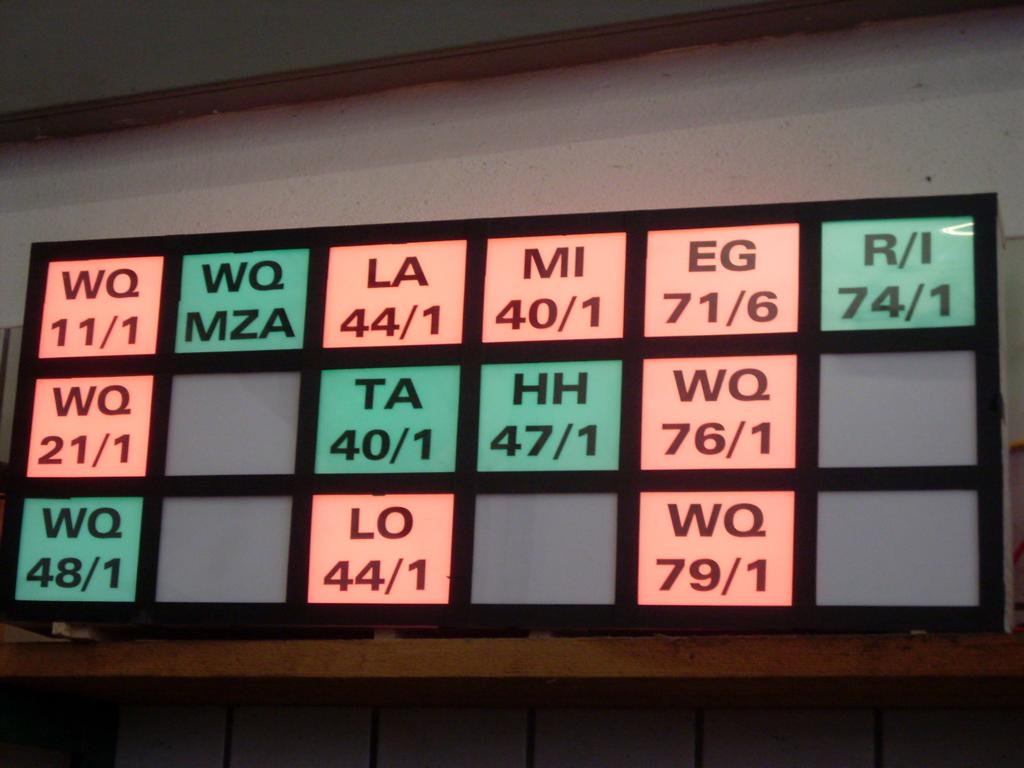 WQ
11/1
WQ
MZA
LA
44/1
MI
40/1
EG
71/6
R/I
74/1
WQ
21/1
TA
40/1
HH
47/1
WQ
76/1
WQ
48/1
LO
44/1
WQ
79/1